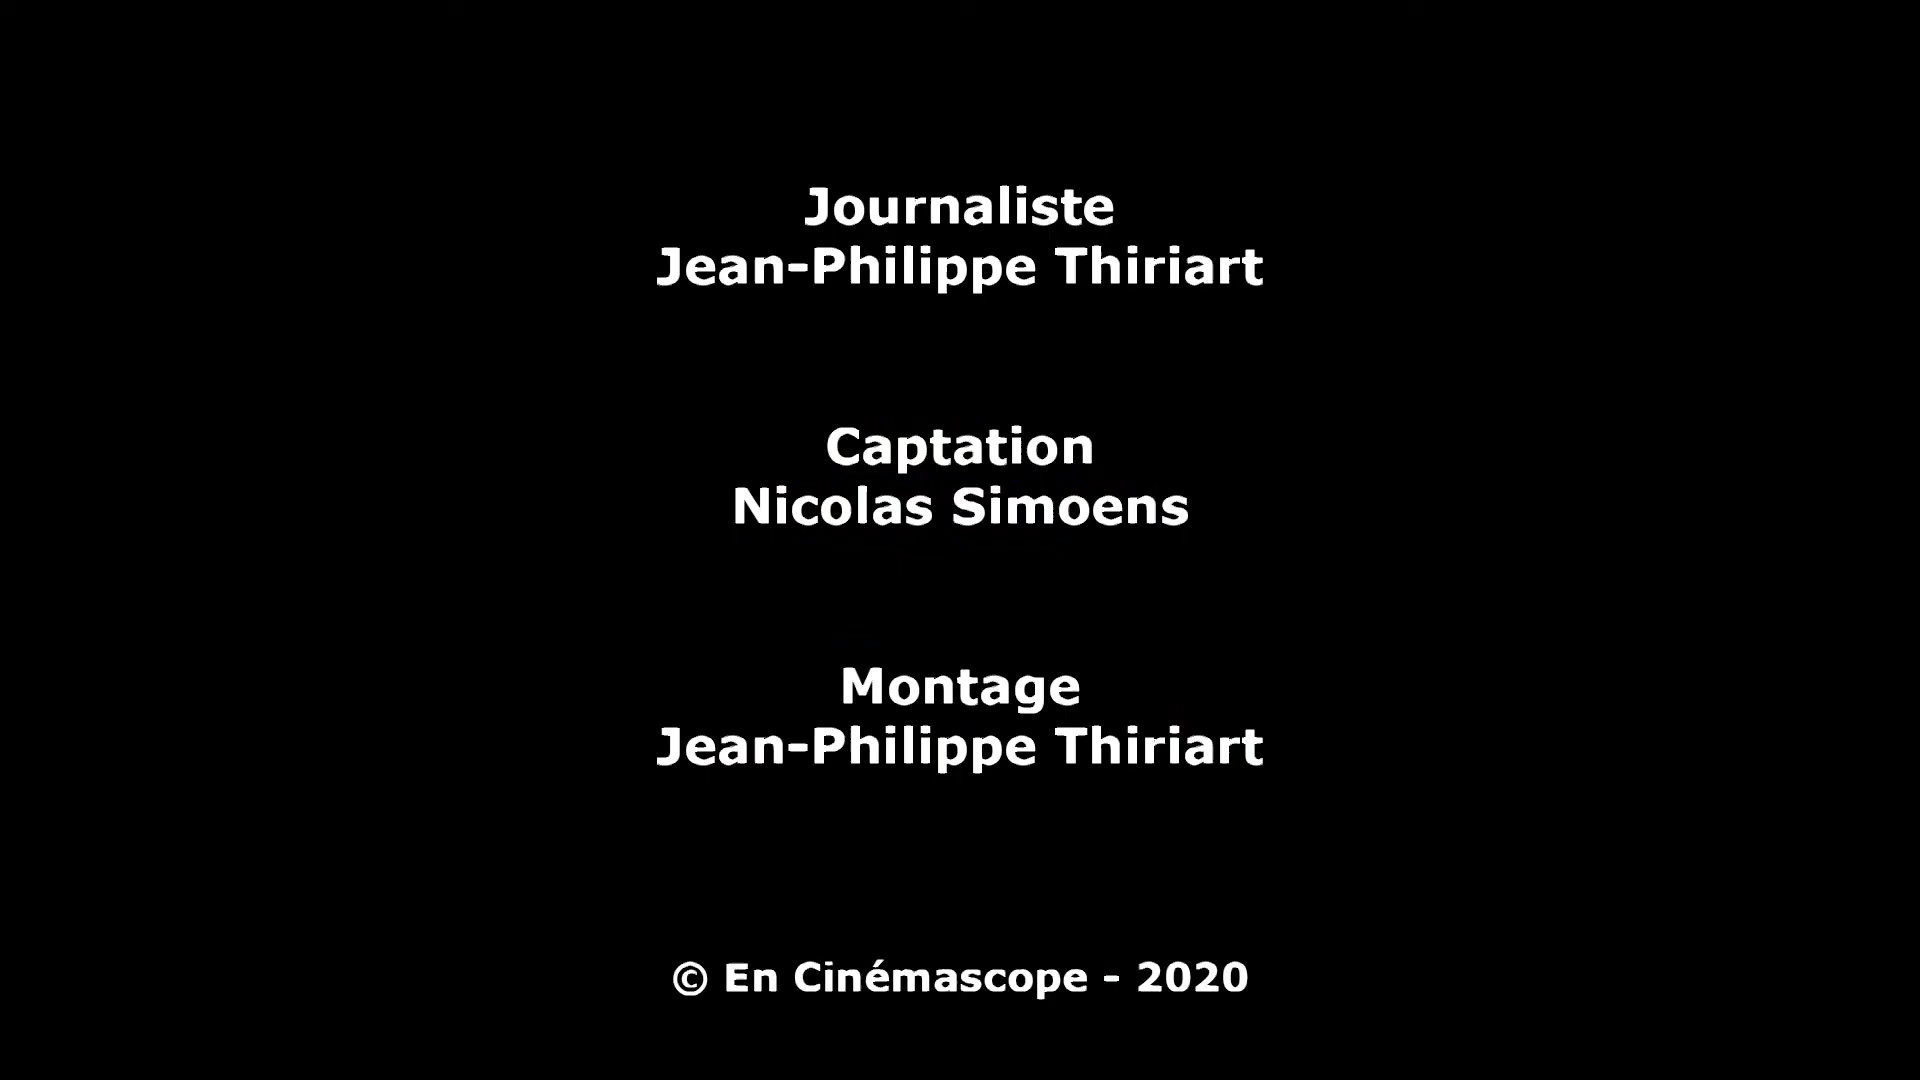 Journaliste
Jean-Philippe Thiriart
Captation
Nicolas Simoens
Montage
Jean-Philippe Thiriart
© En Cinémascope - 2020